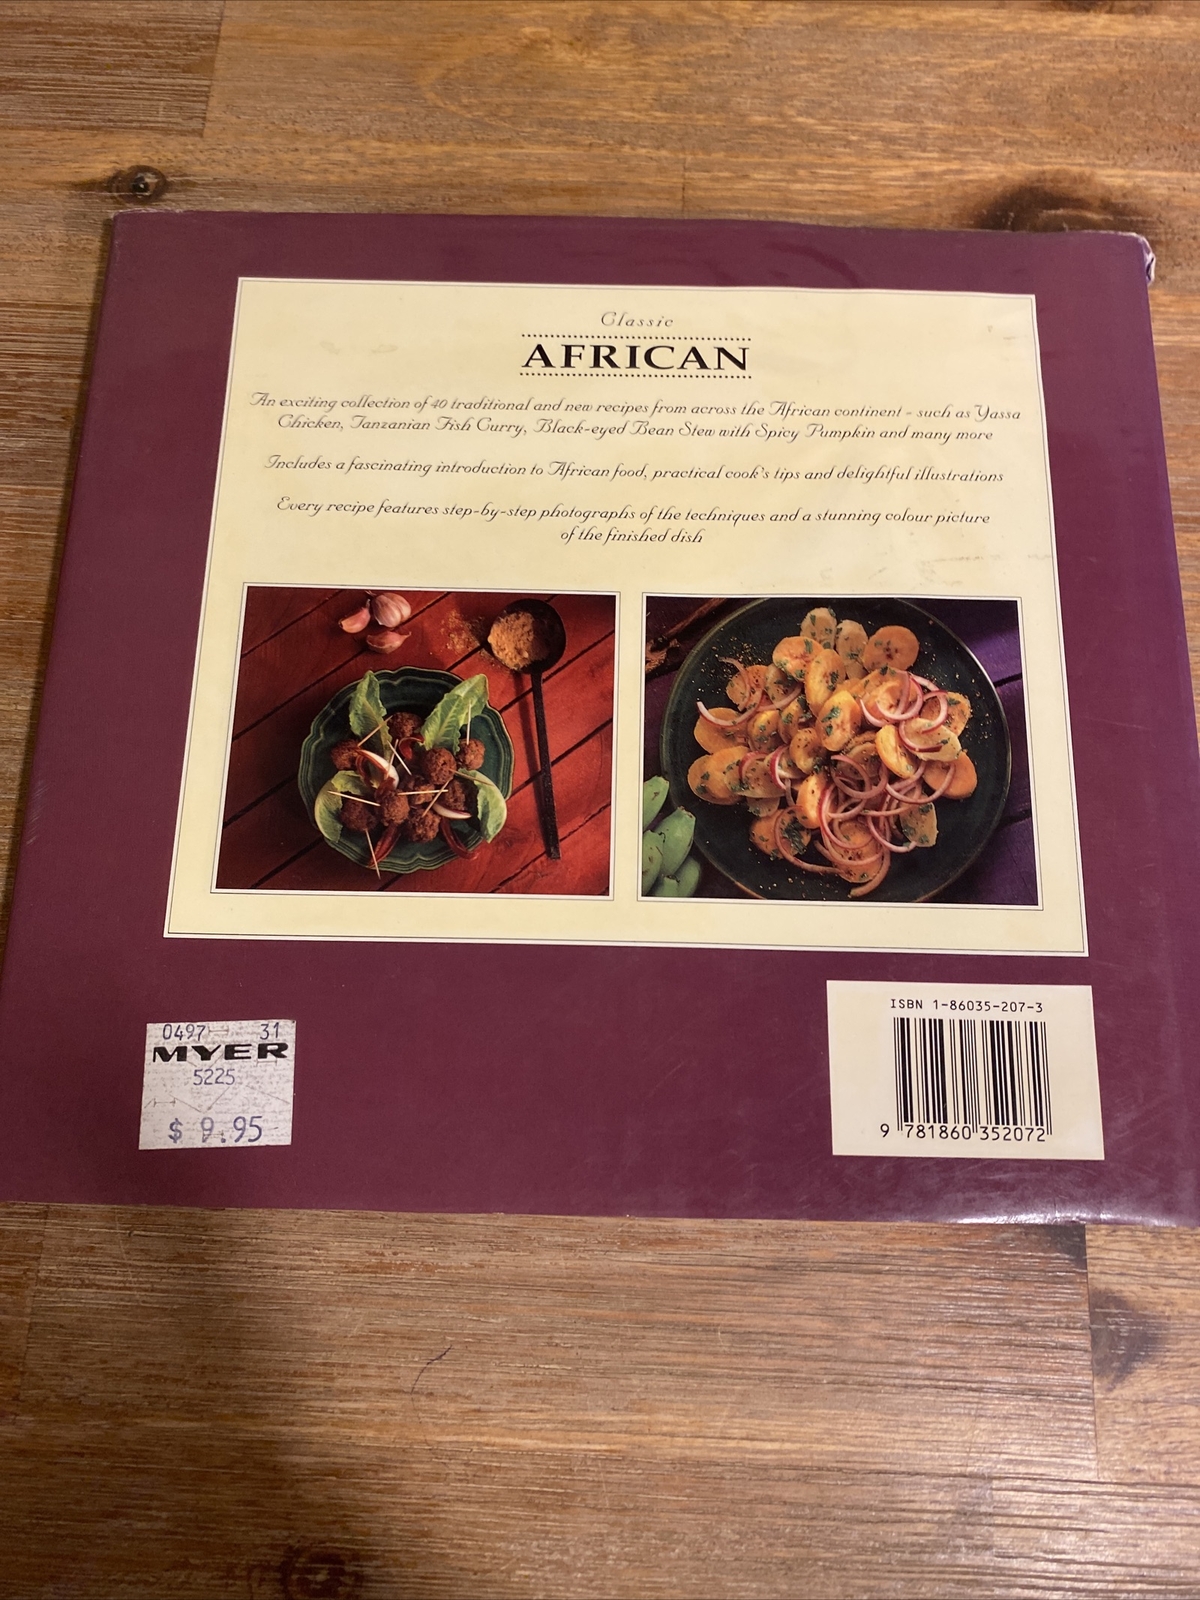 Classic
AFRICAN
An exciting collection of 40 traditional and new recipes from across the African continent - such as Yassa
Chicken, Tanzanian Fish Curry, Black-eyed Bean Stew with Spicy Pumpkin and many more
Includes a fascinating introduction to African food, practical cook's tips and delightful illustrations
Every recipe features step-by-step photographs of the techniques and a stunning colour picture
of the finished dish
ISBN 1-86035-207-3
9 781860 352072
0497 31
MYER
5225
$ 9.95